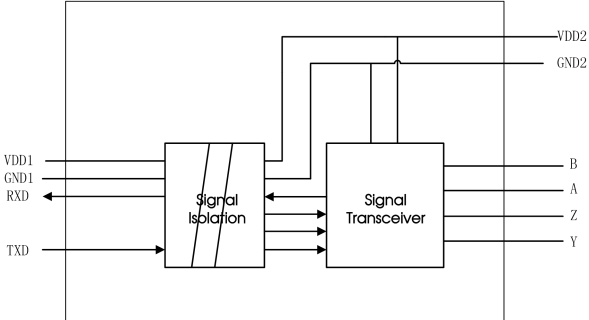 VDD2
GND2
VDD1
GND1
RXD
TXD
Signal
Isolation
Signal
Transceiver
B
A
Z
Y